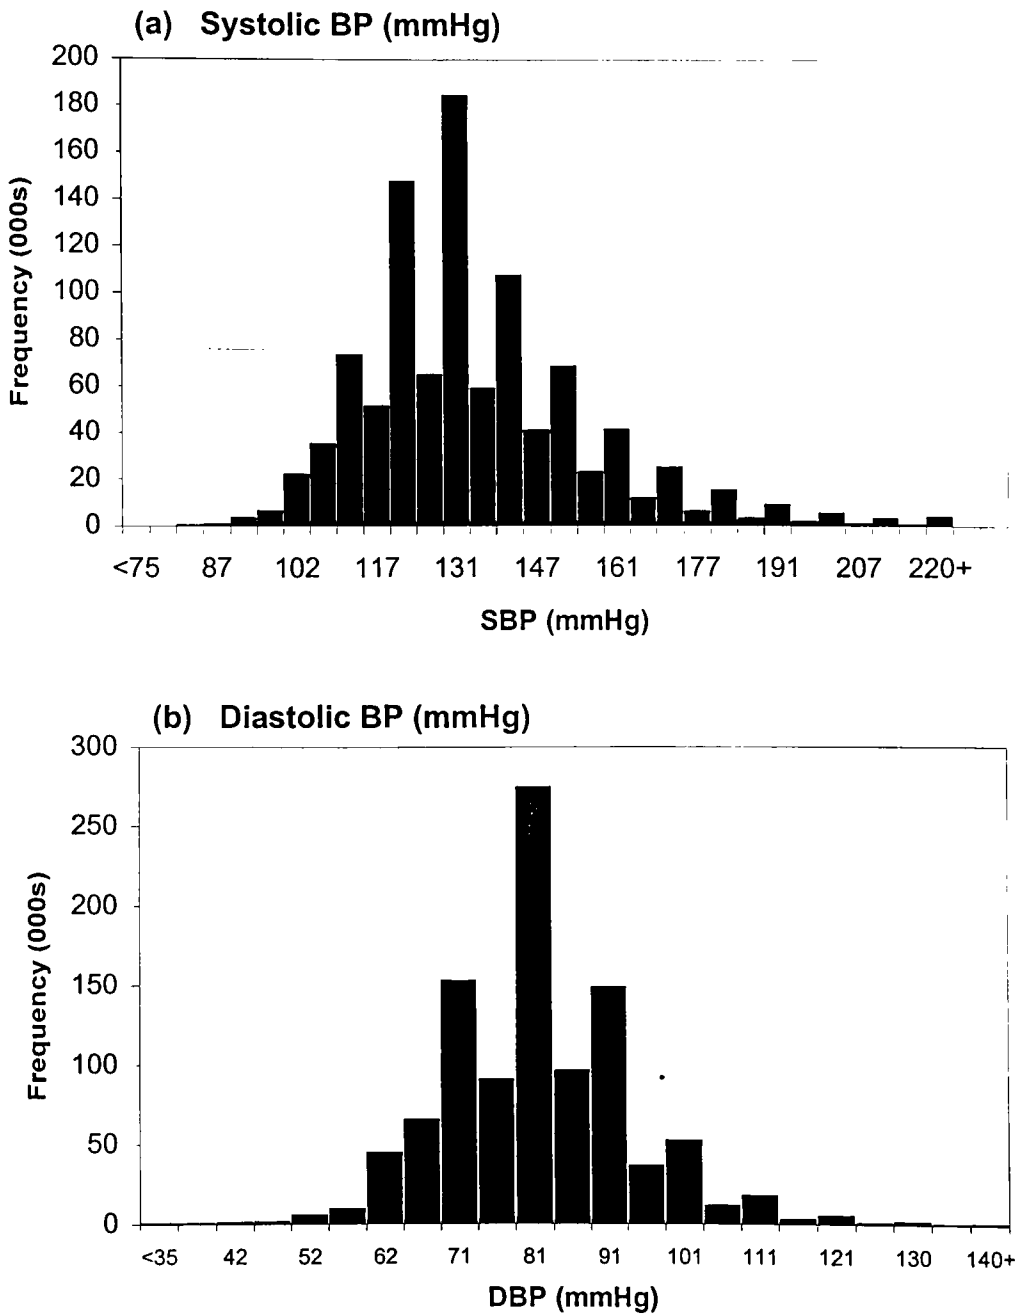 (a) Systolic BP (mmHg)
200
180
160
140
120
100
80
60
40
20
0
Frequency (000s)
<75 87 102 117 131 147 161 177 191 207 220+
SBP (mmHg)
(b) Diastolic BP (mmHg)
300
250
200
150
100
50
0
Frequency (000s)
<35 42 52 62 71 81 91 101 111 121 130 140+
DBP (mmHg)